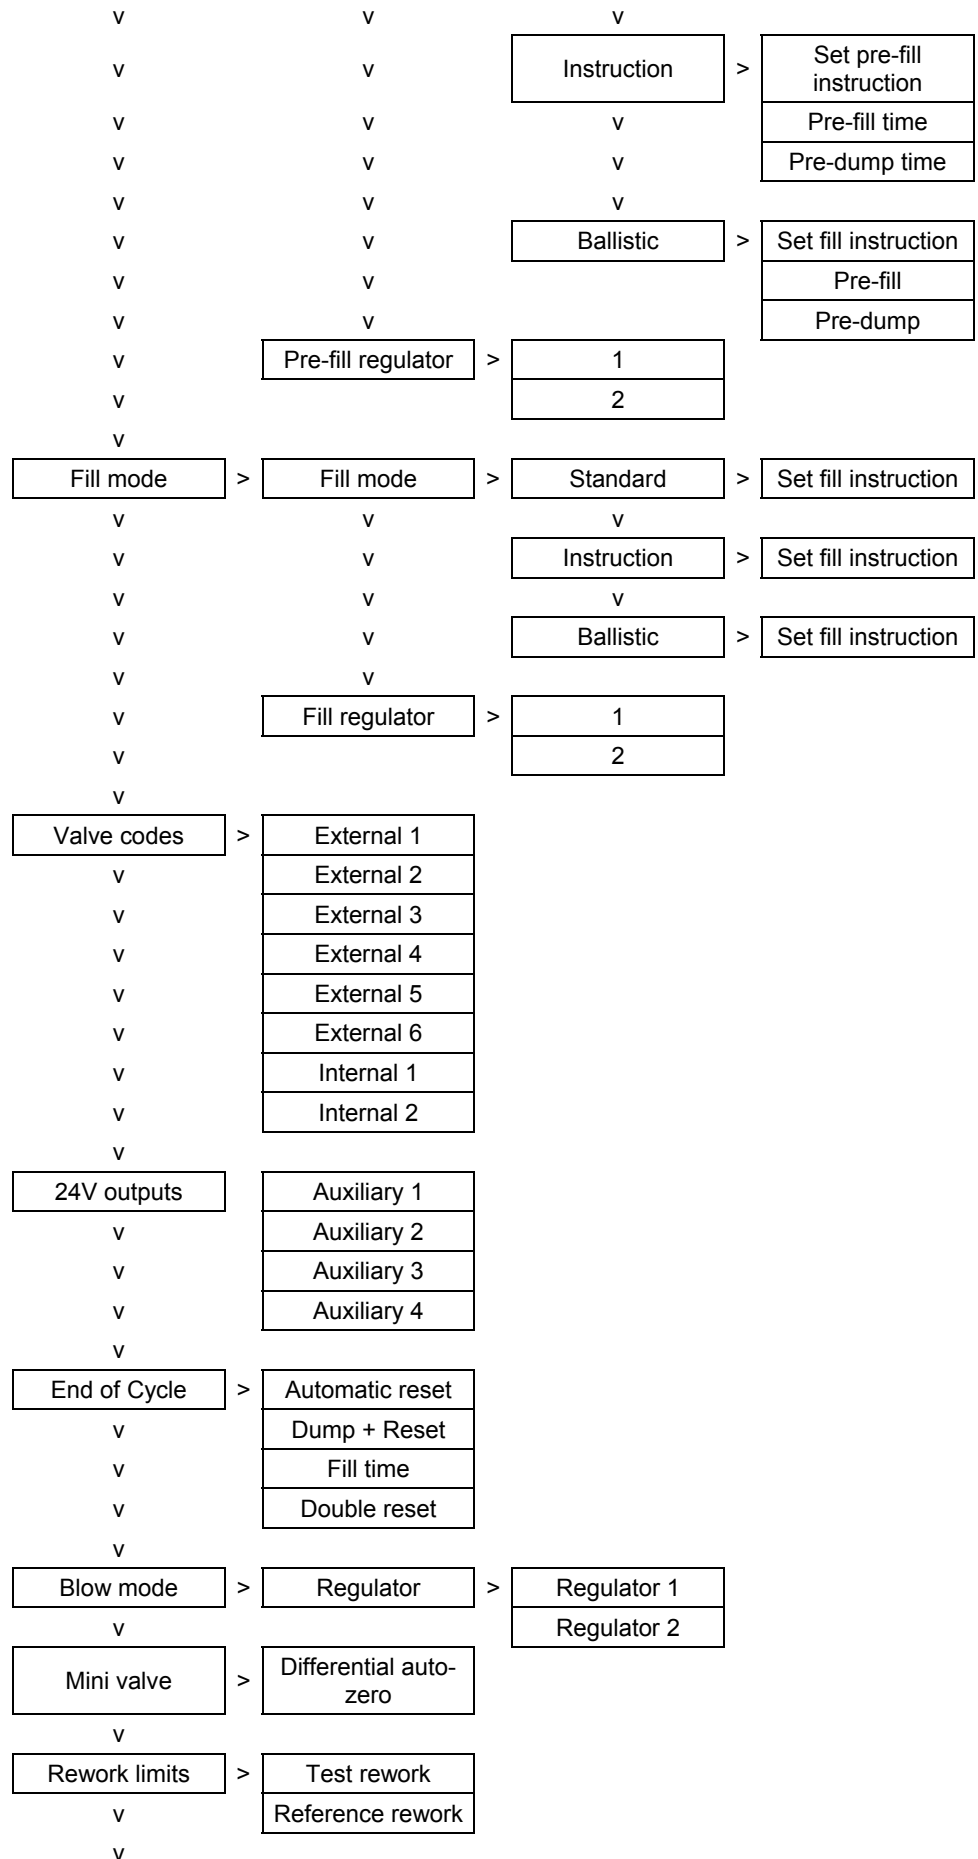 v v v
v v Instruction > Set pre-fill
instruction
v v v Pre-fill time
v v v Pre-dump time
v v v
v v Ballistic > Set fill instruction
v v Pre-fill
v v Pre-dump
v Pre-fill regulator > 1
v 2
v
Fill mode > Fill mode > Standard > Set fill instruction
v v v
v v Instruction > Set fill instruction
v v v
v v Ballistic > Set fill instruction
v v
v Fill regulator > 1
v 2
v
Valve codes > External 1
v External 2
v External 3
v External 4
v External 5
v External 6
v Internal 1
v Internal 2
v
24V outputs Auxiliary 1
v Auxiliary 2
v Auxiliary 3
v Auxiliary 4
v
End of Cycle > Automatic reset
v Dump + Reset
v Fill time
v Double reset
v
Blow mode > Regulator > Regulator 1
v Regulator 2
Mini valve > Differential auto-
zero
v
Rework limits > Test rework
v Reference rework
v